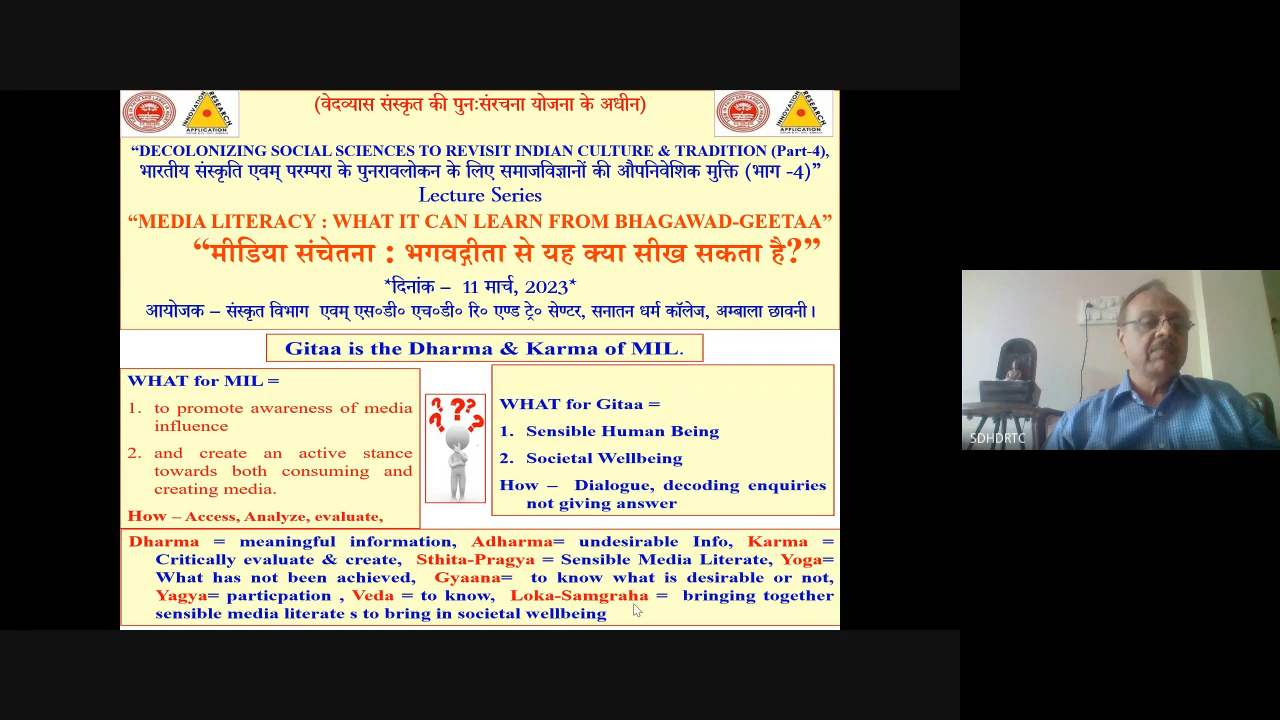 (वेदव्यास संस्कृत की पुनःसंरचना योजना के अधीन)
INNOVATION
RESEARCH
APPLICATION
INNOVATION
RESEARCH
APPLICATION
“DECOLONIZING SOCIAL SCIENCES TO REVISIT INDIAN CULTURE & TRADITION (Part-4),
भारतीय संस्कृति एवम् परम्परा के पुनरावलोकन के लिए समाजविज्ञानों की औपनिवेशिक मुक्ति (भाग -4)”
Lecture Series
“MEDIA LITERACY : WHAT IT CAN LEARN FROM BHAGAWAD-GEETAA”
“मीडिया संचेतना : भगवद्गीता से यह क्या सीख सकता है?”
*दिनांक – 11 मार्च, 2023*
आयोजक – संस्कृत विभाग एवम् एस०डी० एच०डी० रि० एण्ड ट्रे० सेण्टर, सनातन धर्म कॉलेज, अम्बाला छावनी।
Gitaa is the Dharma & Karma of MIL.
WHAT for MIL =
1. to promote awareness of media
influence
2. and create an active stance
towards both consuming and
creating media.
How – Access, Analyze, evaluate,
WHAT for Gitaa =
1. Sensible Human Being
2. Societal Wellbeing
How – Dialogue, decoding enquiries
not giving answer
Dharma = meaningful information, Adharma= undesirable Info, Karma =
Critically evaluate & create, Sthita-Pragya = Sensible Media Literate, Yoga=
What has not been achieved, Gyaana= to know what is desirable or not,
Yagya= particpation , Veda = to know, Loka-Samgraha = bringing together
sensible media literate s to bring in societal wellbeing
SDHDRTC